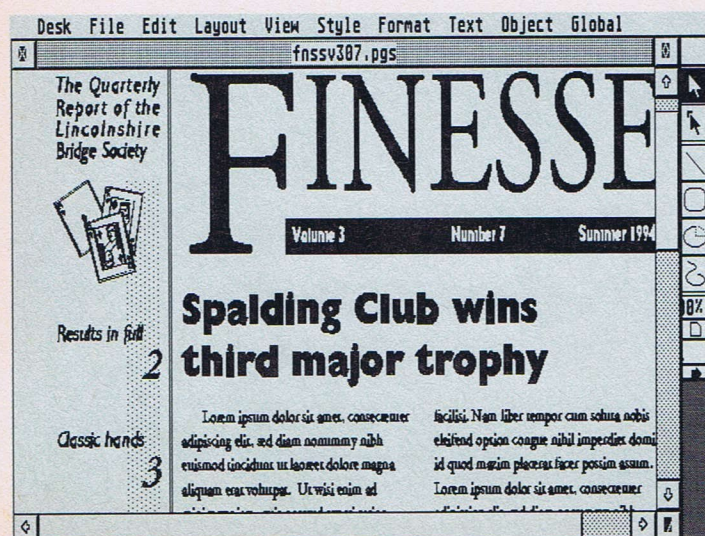 Desk File Edit Layout View Style Format Text Object Global
fnssv307.pgs
The Quarterly
Report of the
Lincolnshire
Bridge Society
FINESSE
Volume 3 Number 7 Summer 1994
Results in full
2
Classic hands
3
Spalding Club wins
third major trophy
Lorem ipsum dolor sit amet, consectetuer
adipiscing elit, sed diam nonummy nibh
euismod tincidunt ut laoreet dolore magna
aliquam erat volutpat. Ut wisi enim ad
facilisi. Nam liber tempor cum soluta nobis
eleifend option congue nihil imperdiet domi
id quod mazim placerat facer possim assum.
Lorem ipsum dolor sit amet, consectetuer